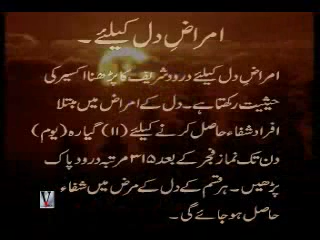 امراضِ دل کیلئے ۔
امراضِ دل کیلئے درود شریف کا پڑھنا اکسیر کی
حیثیت رکھتا ہے ۔ دل کے امراض میں مبتلا
افراد شفاء حاصل کرنے کیلئے (۱۱) گیارہ (یوم)
دن تک نماز فجر کے بعد ۳۱۵ مرتبہ درود پاک
پڑھیں ۔ ہر قسم کے دل کے مرض میں شفاء
حاصل ہو جائے گی ۔